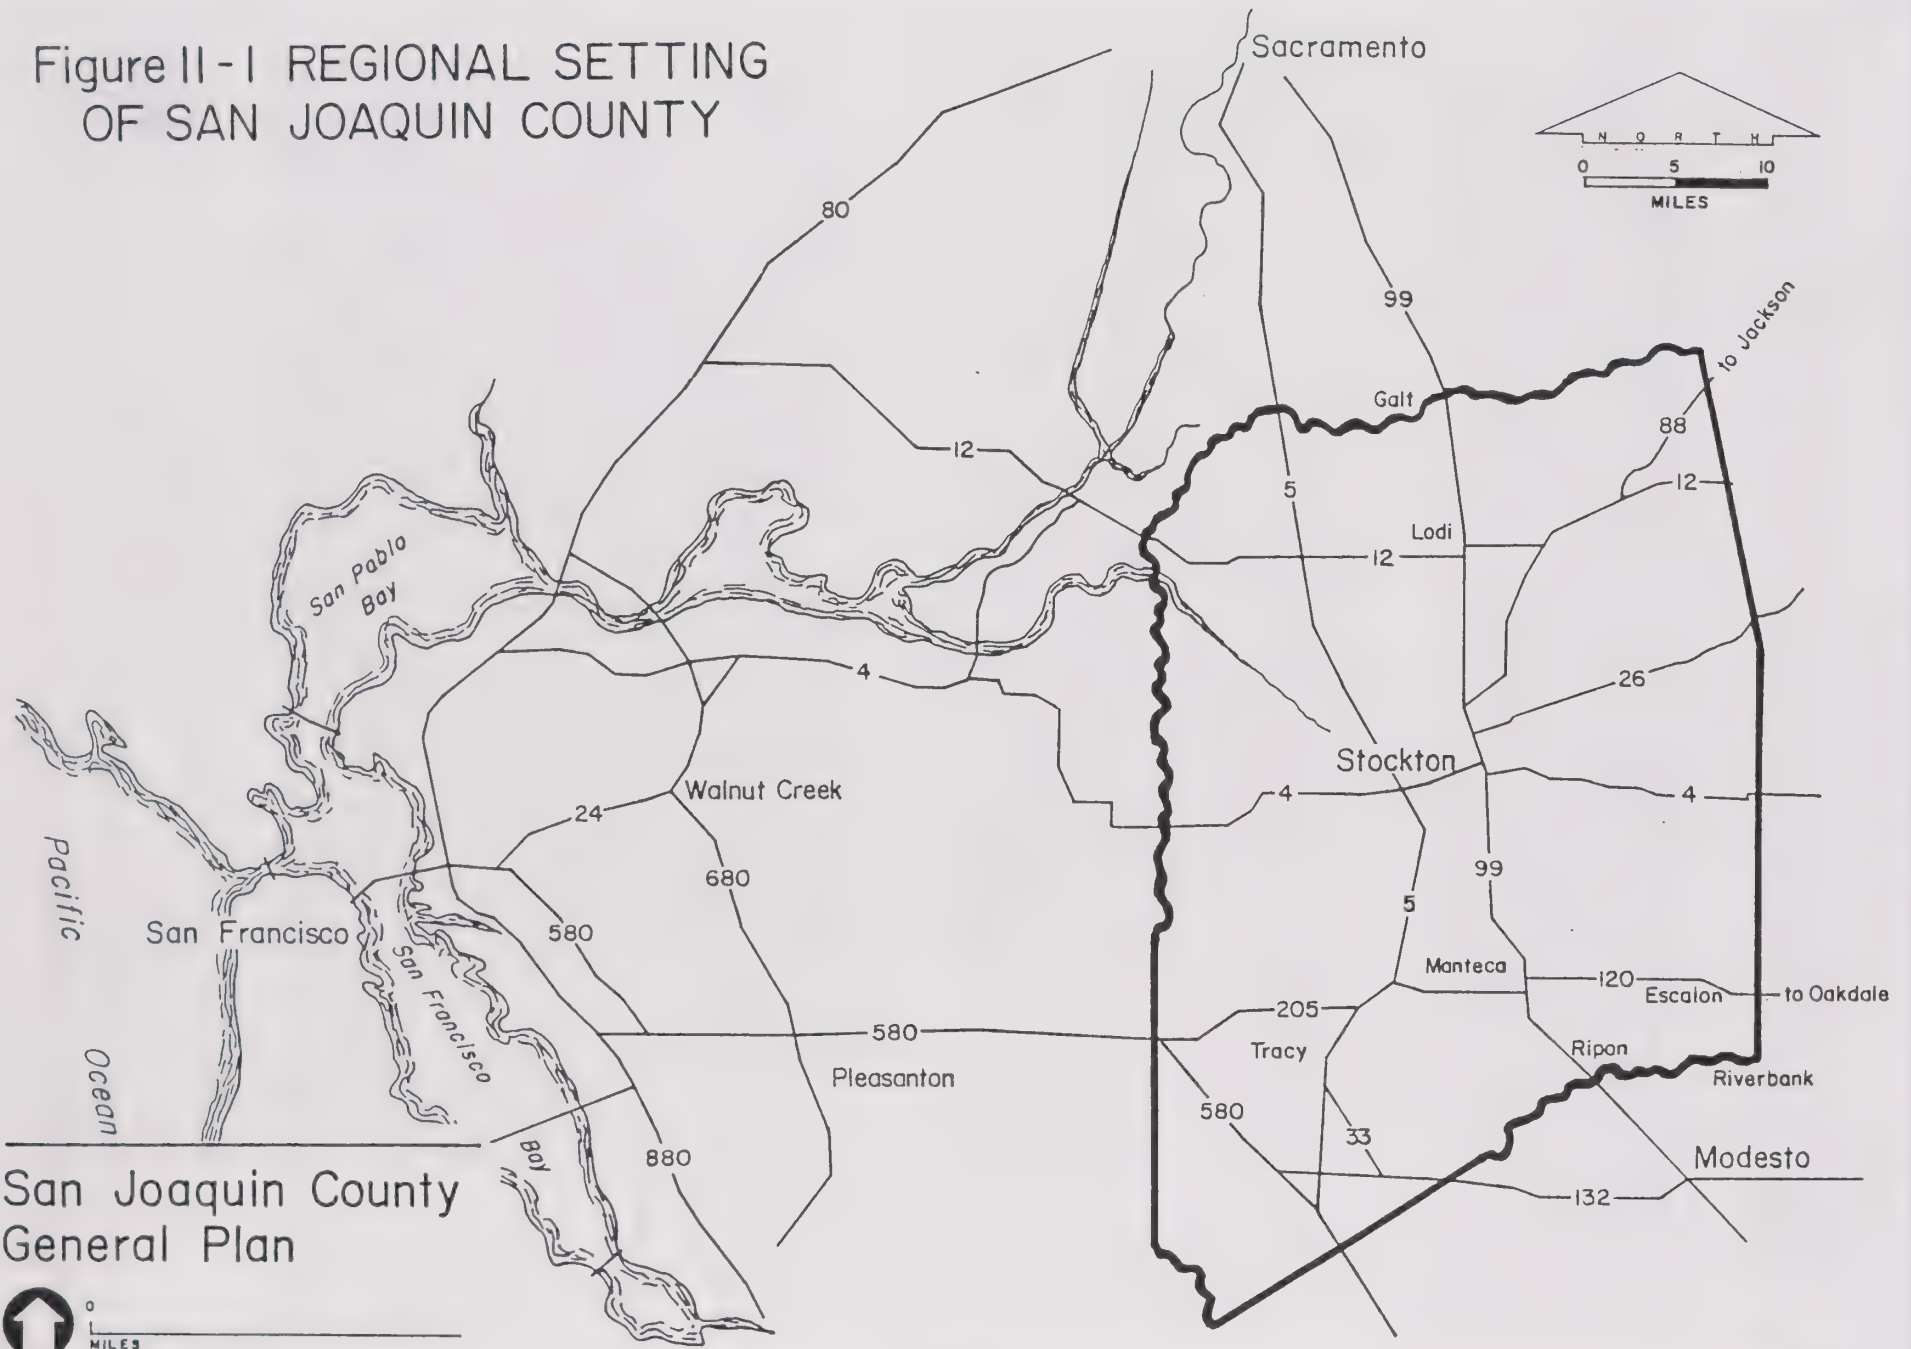 Figure II-I REGIONAL SETTING
OF SAN JOAQUIN COUNTY
Sacramento
NORTH
0 5 10
MILES
80
99
to Jackson
Galt
88
12
5
12
Lodi
12
San Pablo
Bay
4
26
Stockton
Walnut Creek
24
4
4
680
99
Pacific
Ocean
San Francisco
580
San Francisco
Bay
5
Manteca
120
Escalon
to Oakdale
205
580
Tracy
Ripon
Pleasanton
Riverbank
580
33
880
Modesto
132
San Joaquin County
General Plan
0
MILES